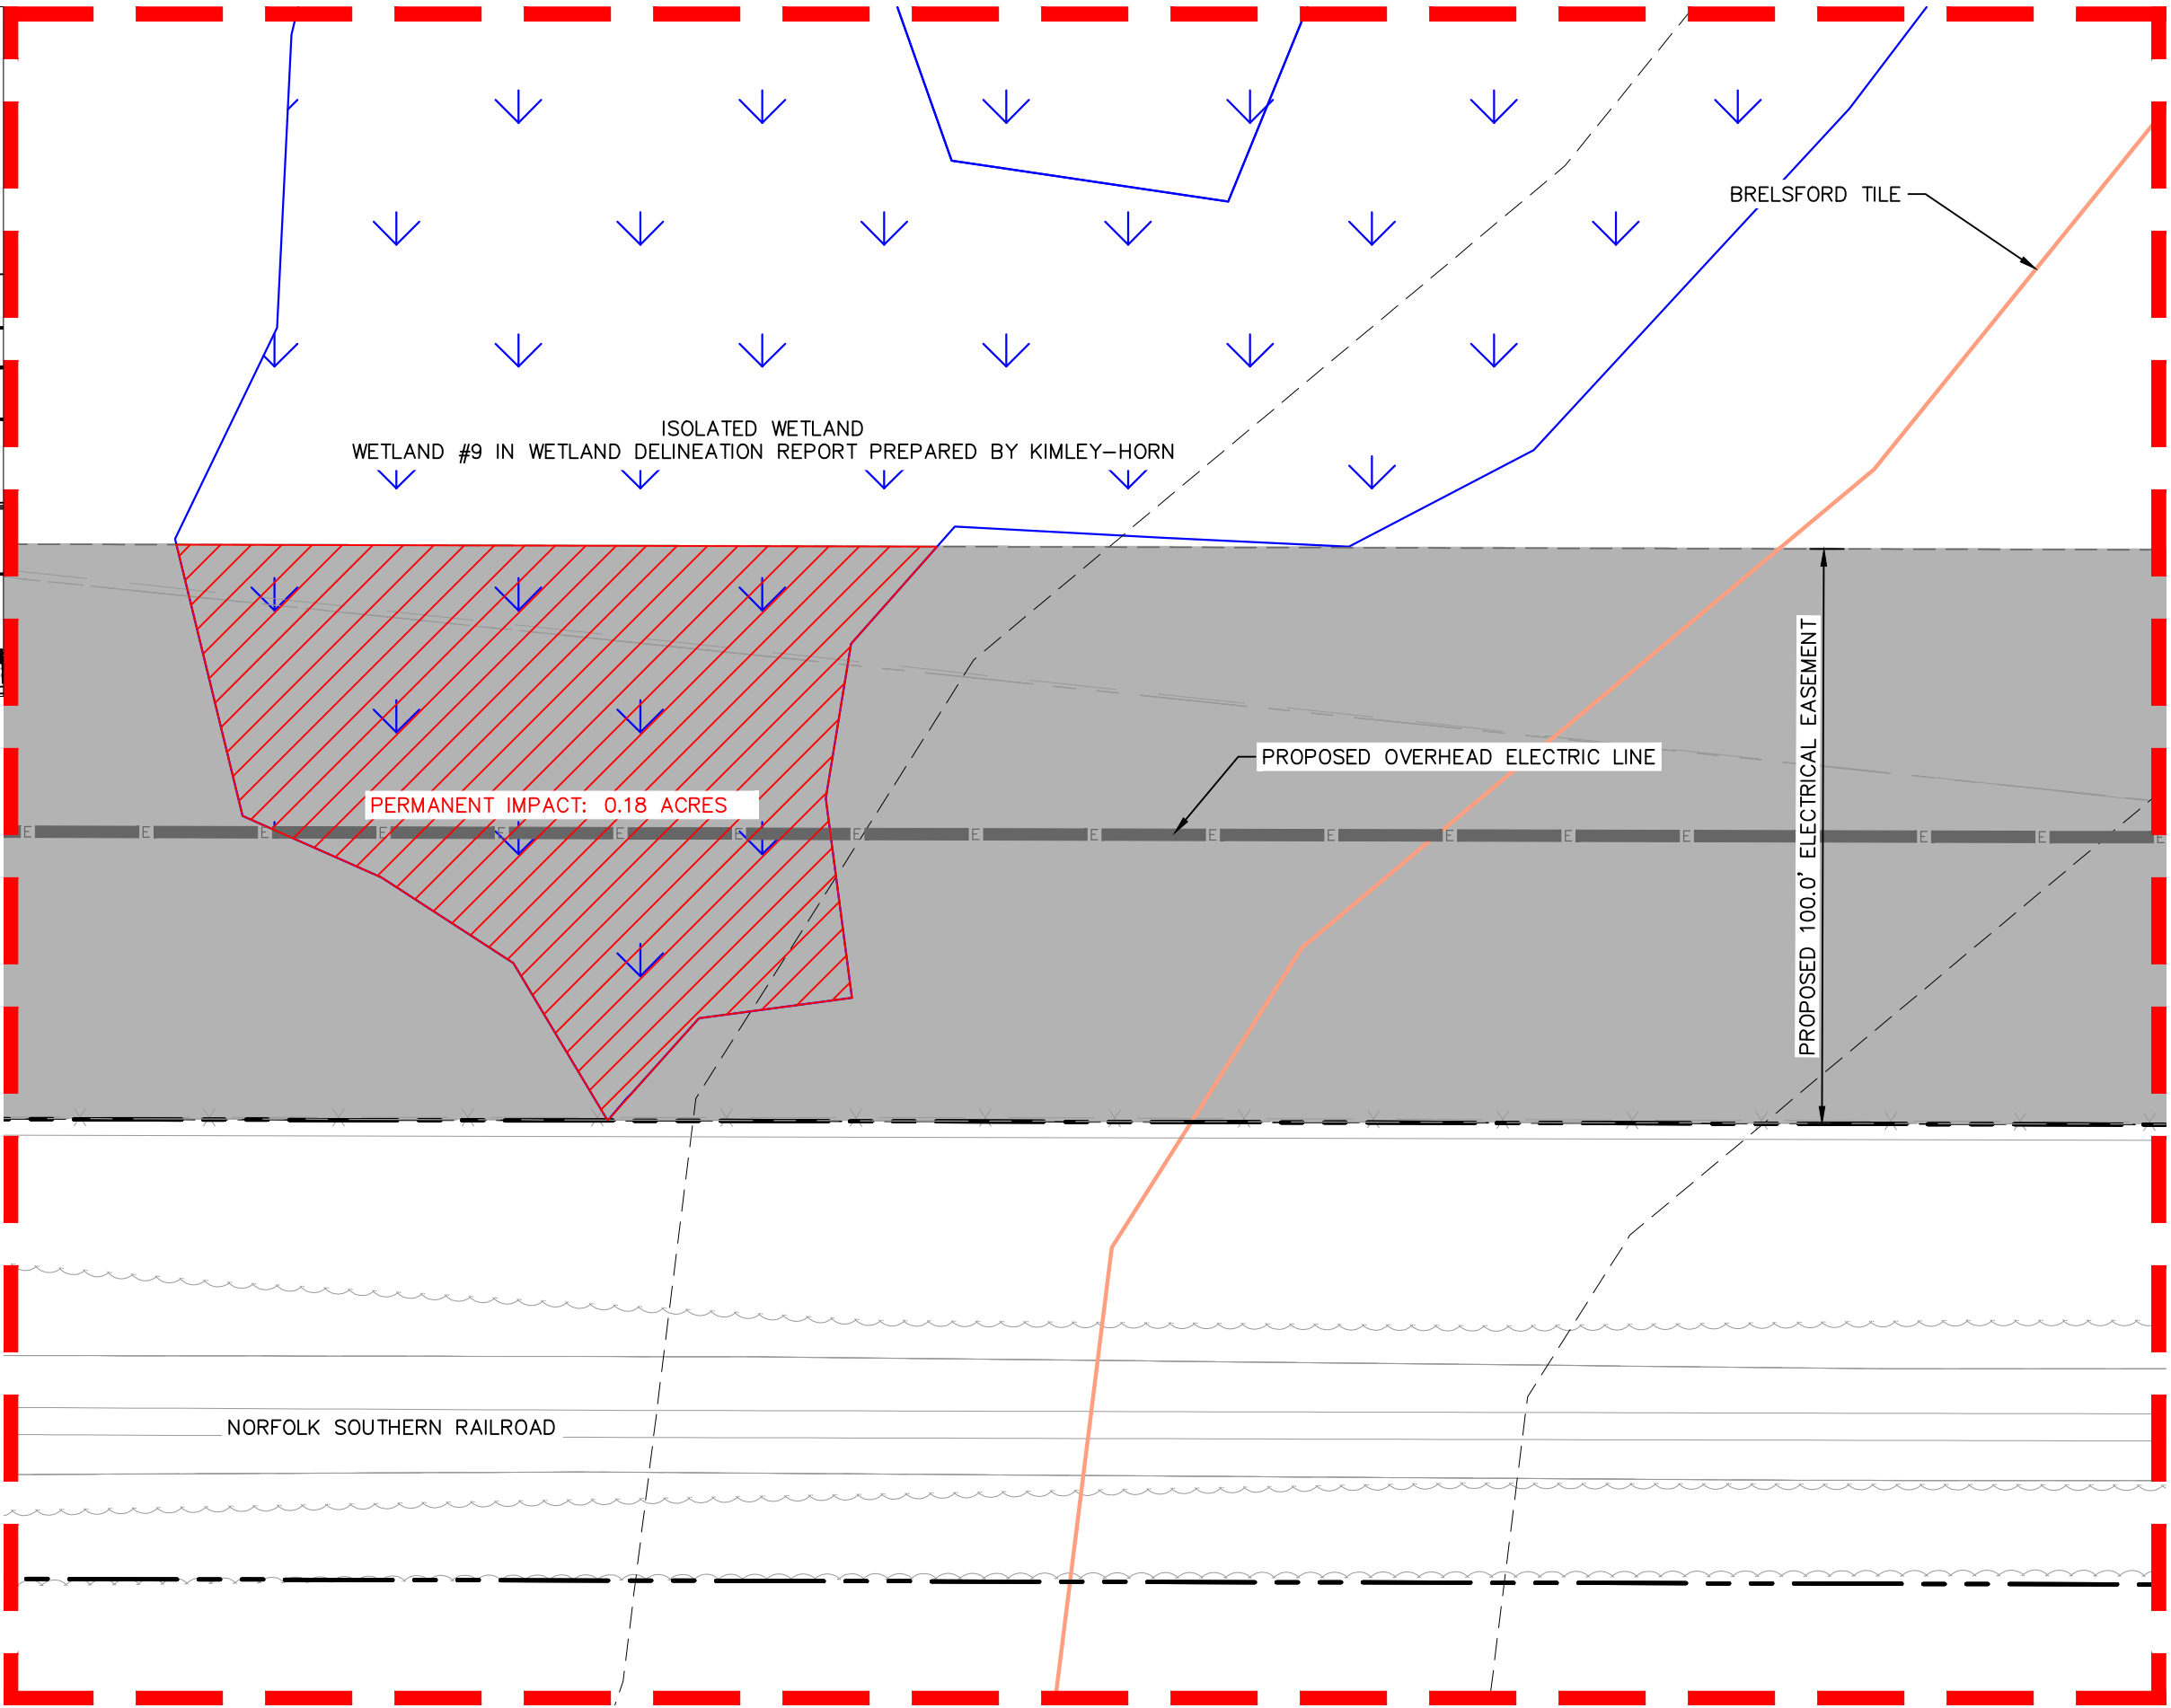 BRELSFORD TILE
ISOLATED WETLAND
WETLAND #9 IN WETLAND DELINEATION REPORT PREPARED BY KIMLEY-HORN
PROPOSED OVERHEAD ELECTRIC LINE
PROPOSED 100.0' ELECTRICAL EASEMENT
PERMANENT IMPACT: 0.18 ACRES
E E E E E E E E E E E E E E E E E E
NORFOLK SOUTHERN RAILROAD